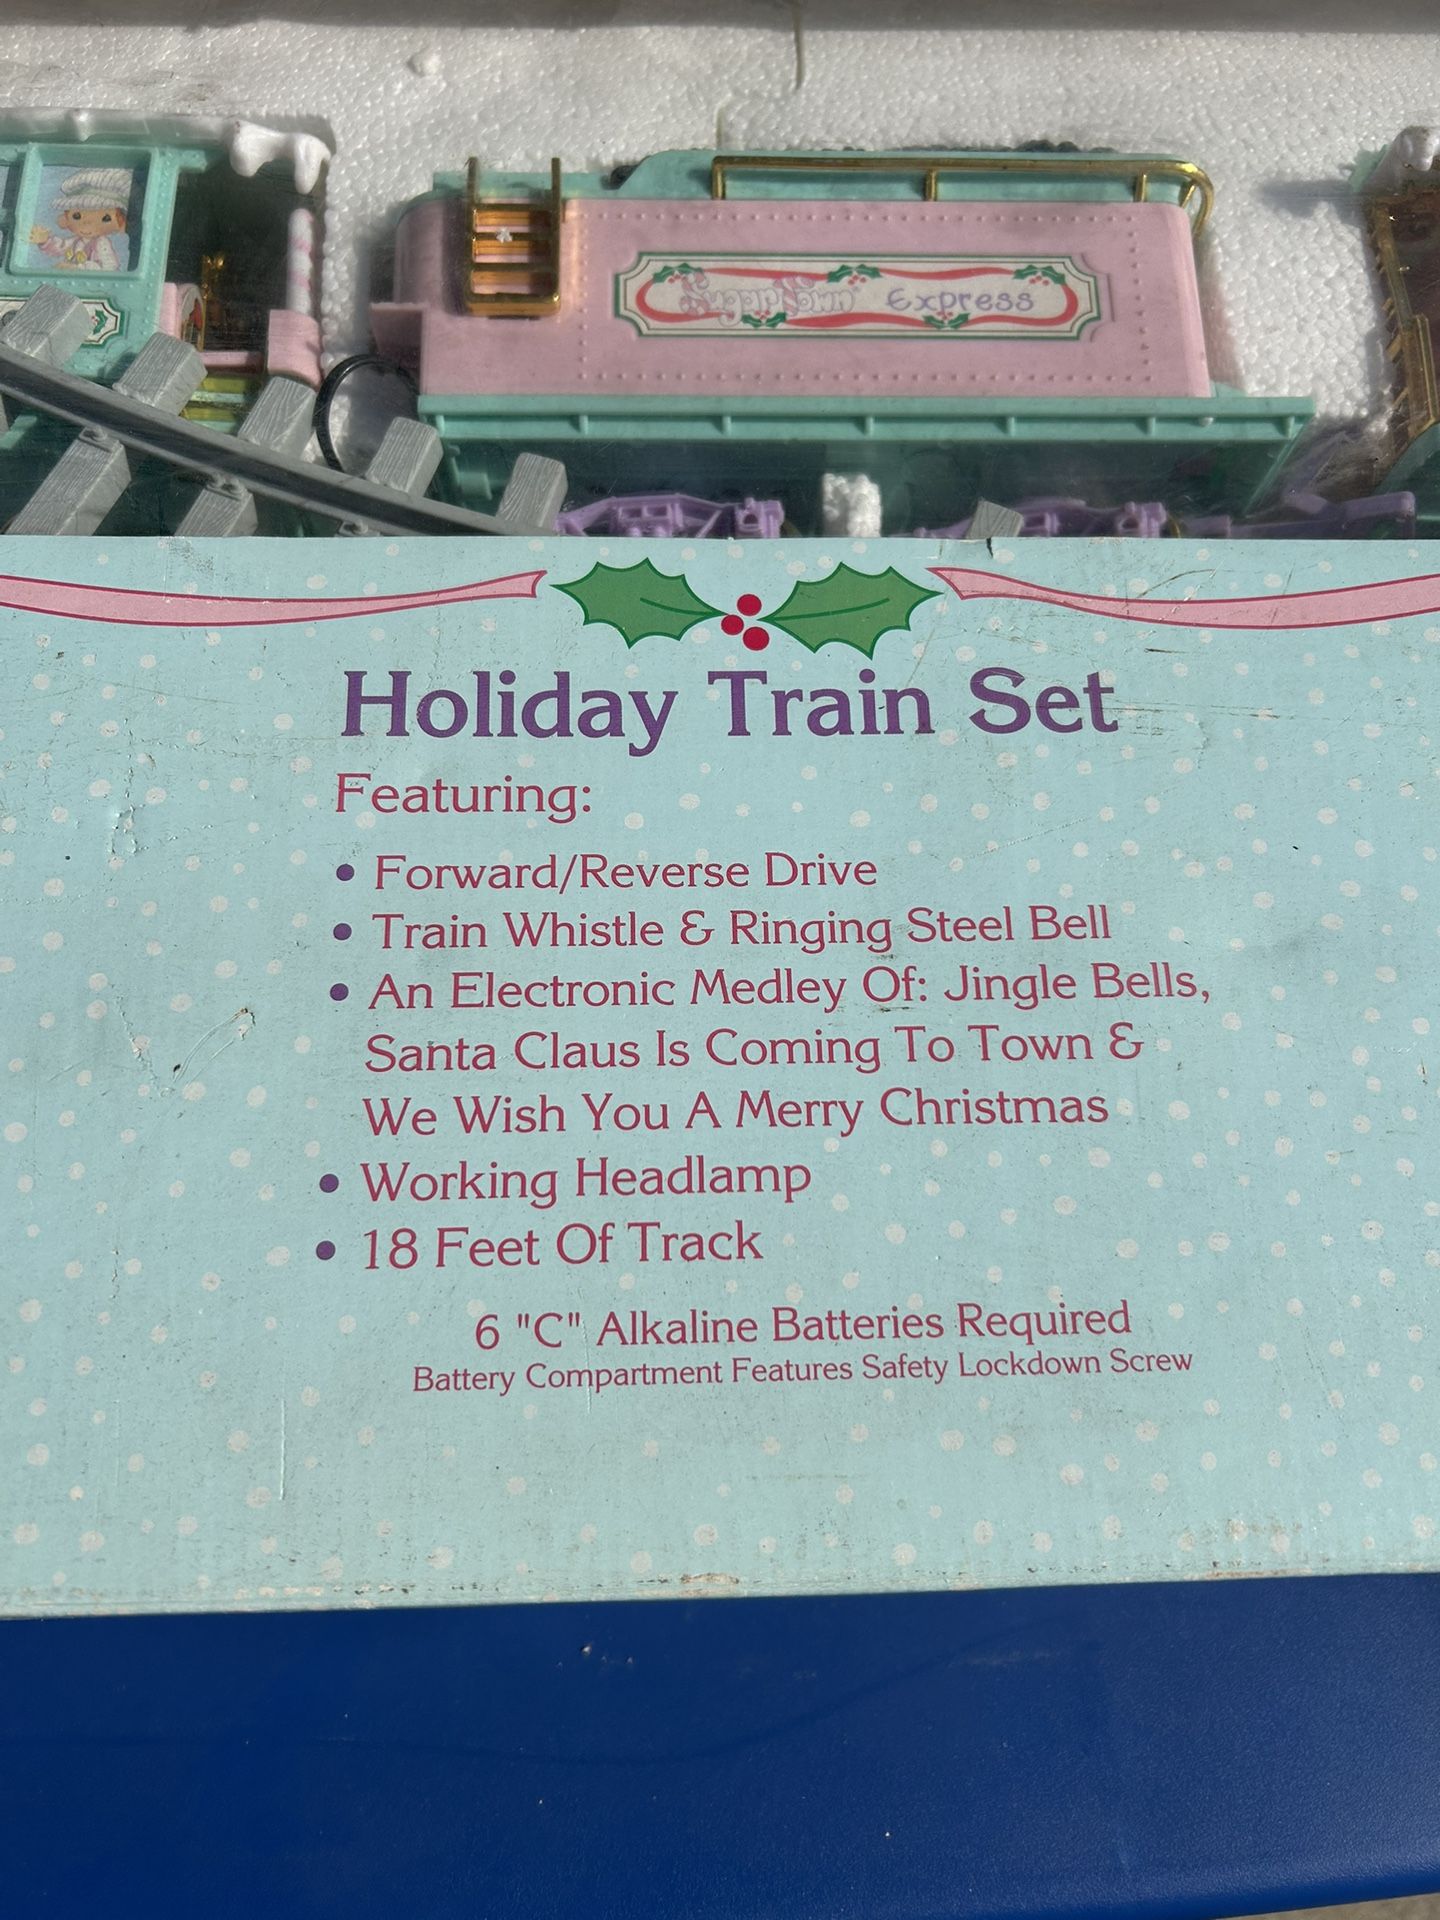 Sugar Town Express
Holiday Train Set
Featuring:
• Forward/Reverse Drive
• Train Whistle & Ringing Steel Bell
• An Electronic Medley Of: Jingle Bells,
Santa Claus Is Coming To Town &
We Wish You A Merry Christmas
• Working Headlamp
• 18 Feet Of Track
6 "C" Alkaline Batteries Required
Battery Compartment Features Safety Lockdown Screw